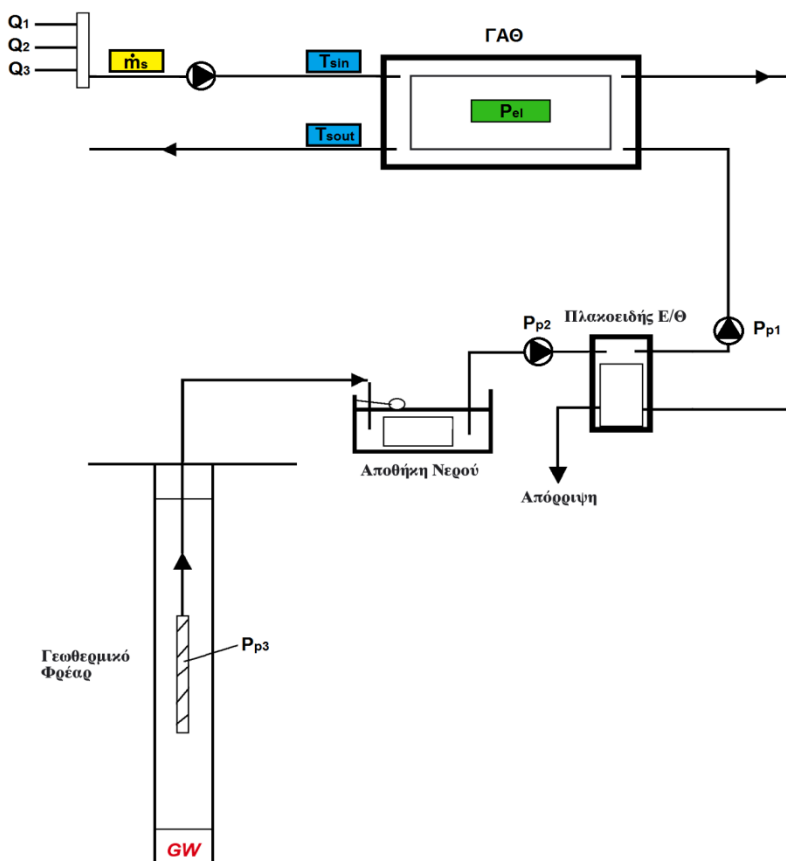 Q1
Q2
Q3
ṁs
Tsin
ΓΑΘ
Pel
Tsout
Πλακοειδής Ε/Θ
Pp2
Pp1
Αποθήκη Νερού
Απόρριψη
Pp3
Γεωθερμικό
Φρέαρ
GW